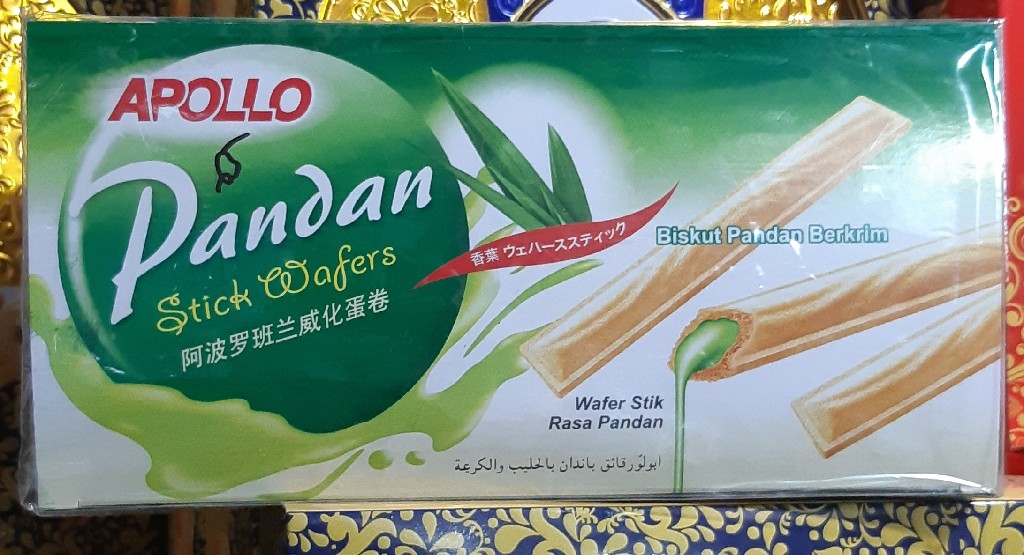 APOLLO
Pandan
Stick Wafers
阿波罗班兰威化蛋卷
香葉 ウェハーススティック
Biskut Pandan Berkrim
Wafer Stik
Rasa Pandan
ابولو رقائق باندان بالحليب والكريمة